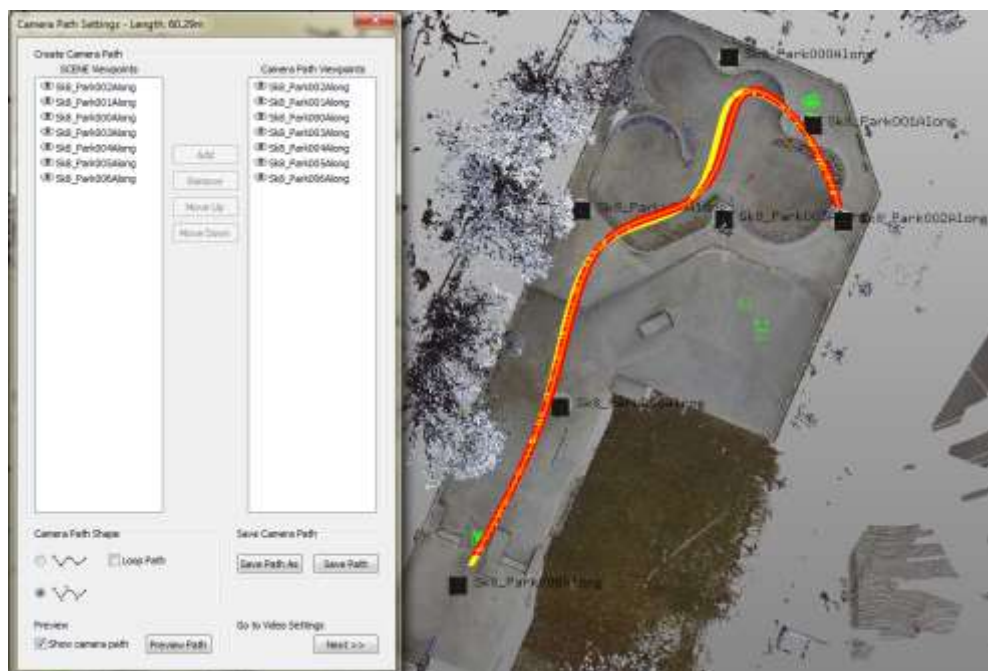 Camera Path Settings - Length: 60.29m
Create Camera Path
SCENE Viewpoints
Camera Path Viewpoints
Sk8_Park002Along
Sk8_Park001Along
Sk8_Park000Along
Sk8_Park003Along
Sk8_Park004Along
Sk8_Park005Along
Sk8_Park006Along
Sk8_Park002Along
Sk8_Park001Along
Sk8_Park000Along
Sk8_Park003Along
Sk8_Park004Along
Sk8_Park005Along
Sk8_Park006Along
Add
Remove
Move Up
Move Down
Camera Path Shape
Loop Path
Save Camera Path
Save Path As
Save Path
Preview
Show camera path
Preview Path
Go to Video Settings
Next >>
Sk8_Park000Along
Sk8_Park001Along
Sk8_Park002Along